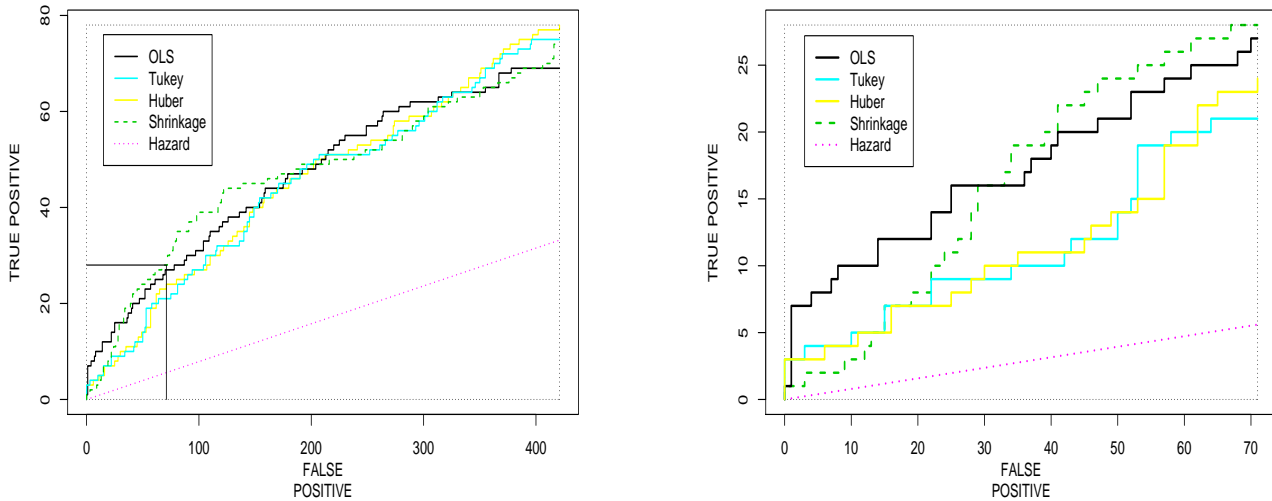 TRUE POSITIVE
80
60
40
20
0
OLS
Tukey
Huber
Shrinkage
Hazard
0 100 200 300 400
FALSE
POSITIVE
TRUE POSITIVE
25
20
15
10
5
0
OLS
Tukey
Huber
Shrinkage
Hazard
0 10 20 30 40 50 60 70
FALSE
POSITIVE